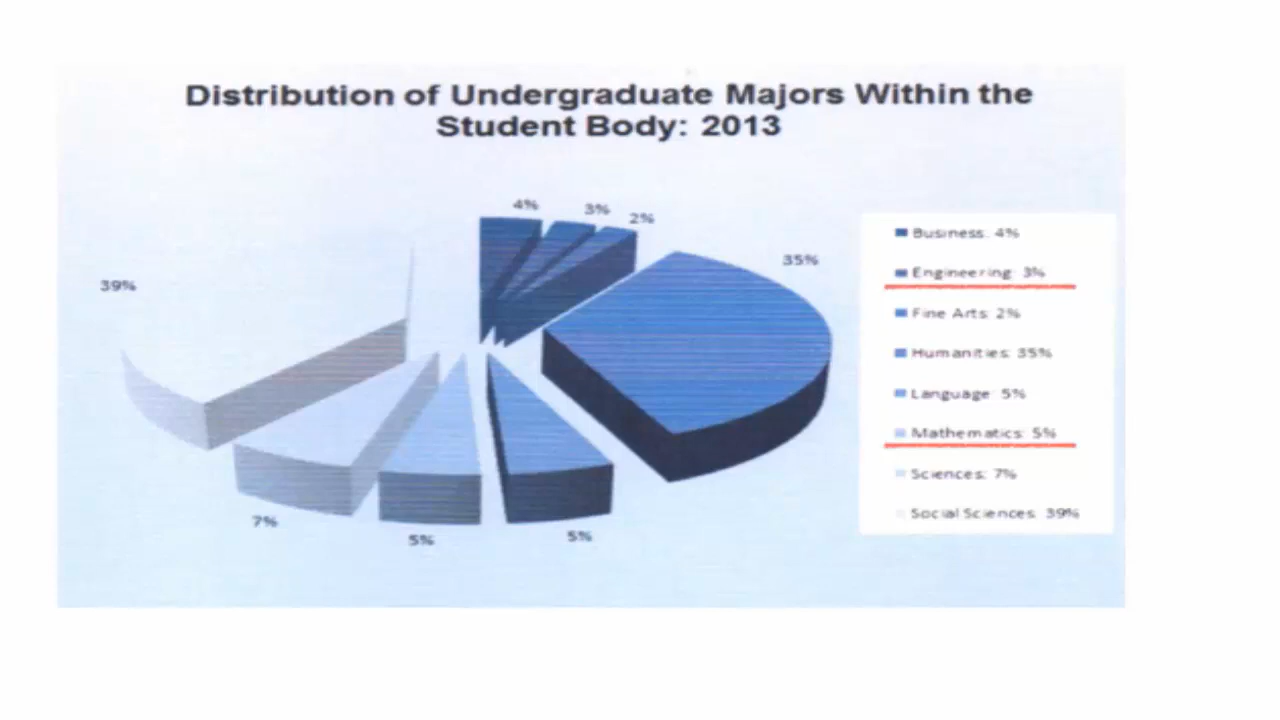 Distribution of Undergraduate Majors Within the
Student Body: 2013
4%
3%
2%
35%
39%
7%
5%
5%
Business: 4%
Engineering: 3%
Fine Arts: 2%
Humanities: 35%
Language: 5%
Mathematics: 5%
Sciences: 7%
Social Sciences: 39%